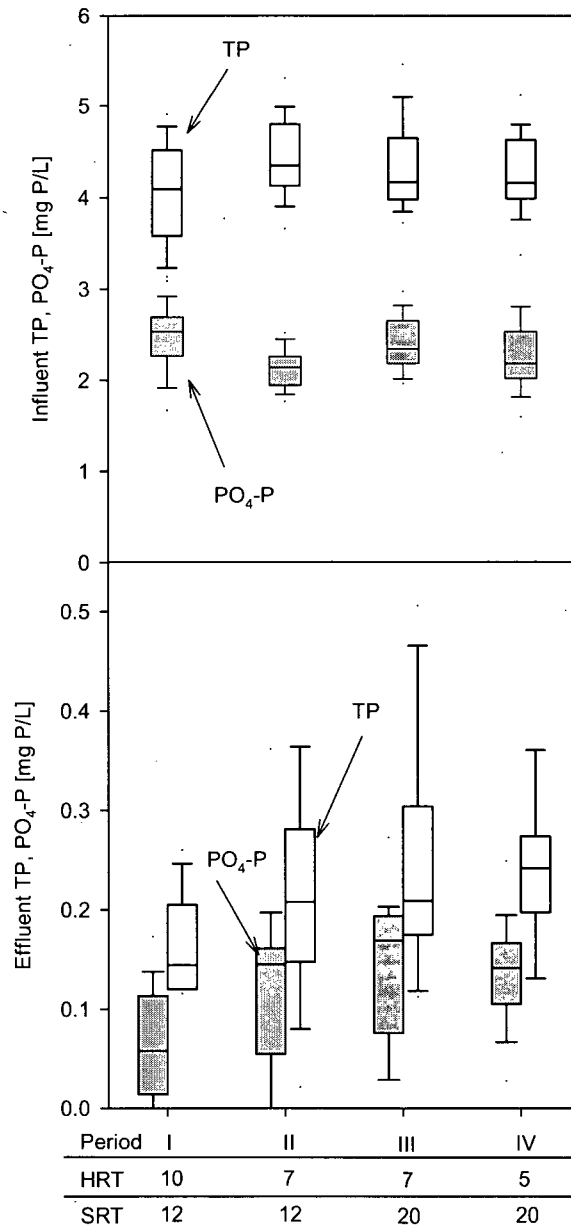 6
TP
5
4
3
2
PO₄-P
1
0
Influent TP, PO₄-P [mg P/L]
0.5
TP
0.4
0.3
PO₄-P
0.2
0.1
0.0
Effluent TP, PO₄-P [mg P/L]
Period I II III IV
HRT 10 7 7 5
SRT 12 12 20 20